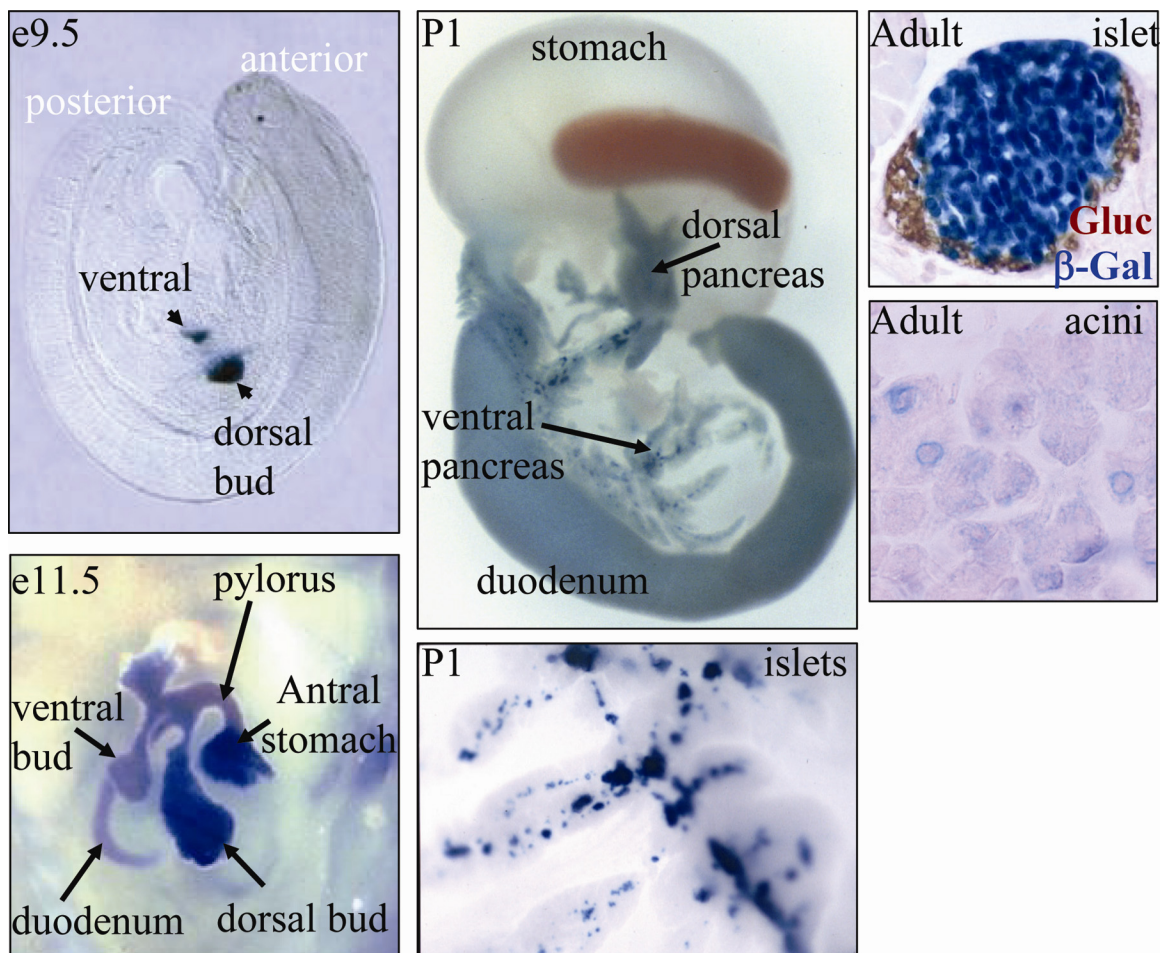 e9.5
anterior
posterior
ventral
dorsal
bud
e11.5
pylorus
ventral
bud
Antral
stomach
duodenum
dorsal bud
P1
stomach
dorsal
pancreas
ventral
pancreas
duodenum
P1 islets
Adult islet
Gluc
β-Gal
Adult acini